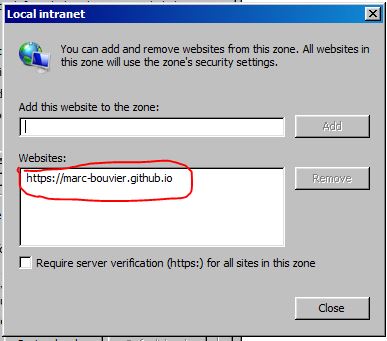 Local intranet
You can add and remove websites from this zone. All websites in
this zone will use the zone's security settings.
Add this website to the zone:
Add
Websites:
https://marc-bouvier.github.io
Remove
Require server verification (https:) for all sites in this zone
Close